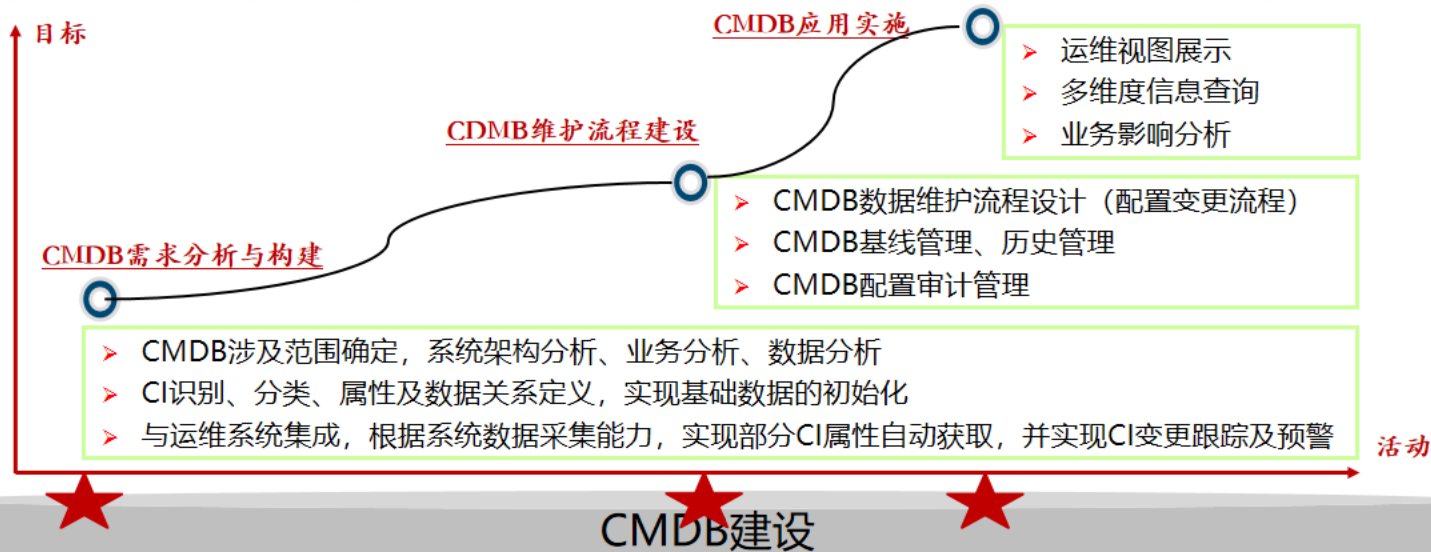 目标
CMDB应用实施
运维视图展示
多维度信息查询
业务影响分析
CDMB维护流程建设
CMDB数据维护流程设计（配置变更流程）
CMDB基线管理、历史管理
CMDB配置审计管理
CMDB需求分析与构建
CMDB涉及范围确定，系统架构分析、业务分析、数据分析
CI识别、分类、属性及数据关系定义，实现基础数据的初始化
与运维系统集成，根据系统数据采集能力，实现部分CI属性自动获取，并实现CI变更跟踪及预警
活动
CMDB建设